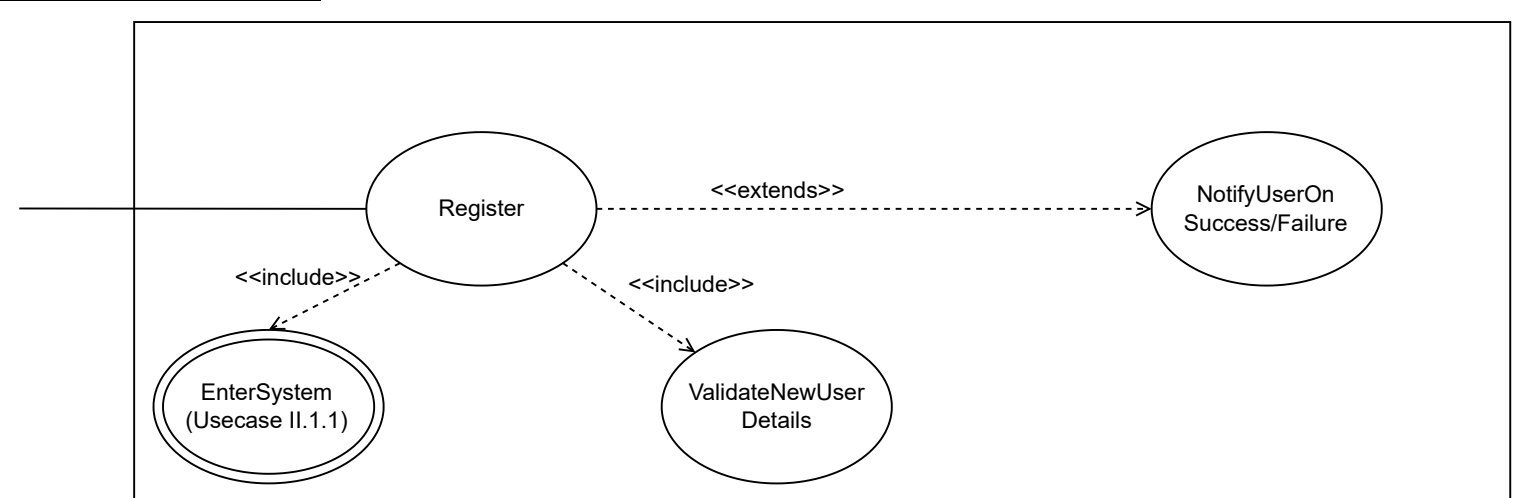 <<extends>>
NotifyUserOn
Success/Failure
Register
<<include>>
<<include>>
EnterSystem
(Usecase II.1.1)
ValidateNewUser
Details